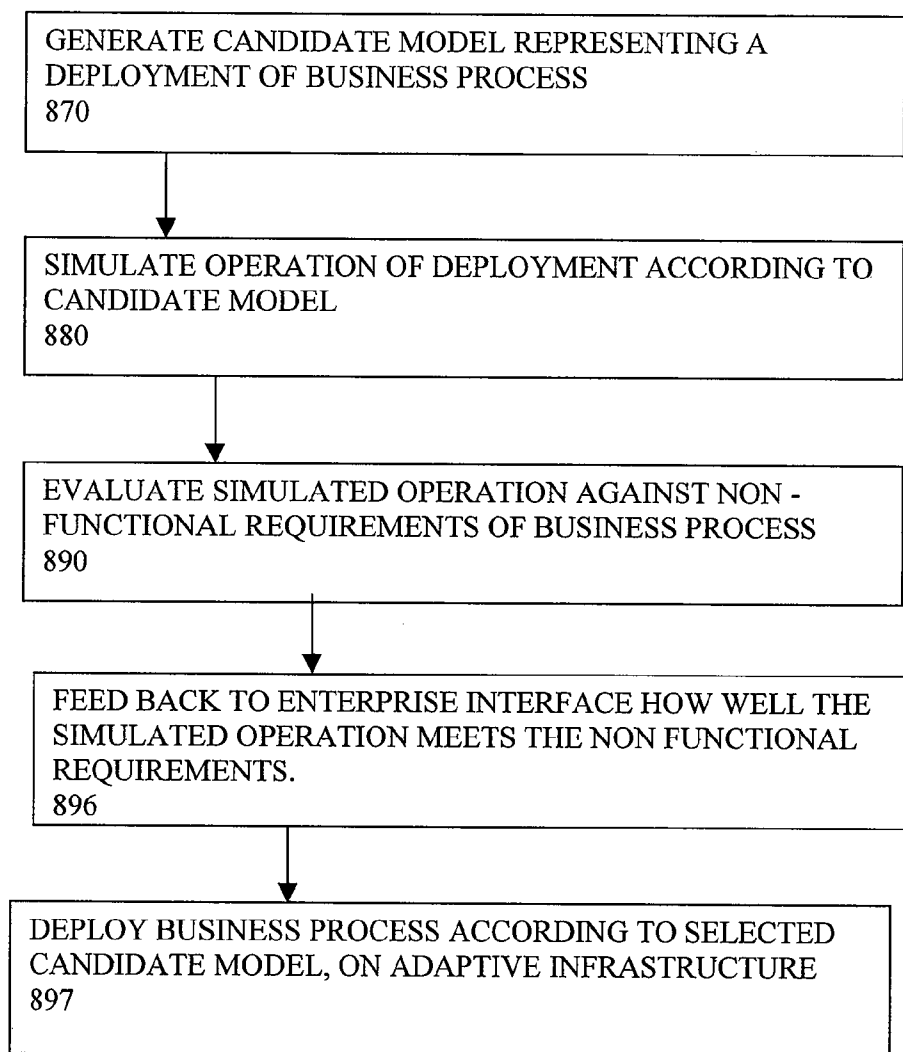 GENERATE CANDIDATE MODEL REPRESENTING A
DEPLOYMENT OF BUSINESS PROCESS
870
SIMULATE OPERATION OF DEPLOYMENT ACCORDING TO
CANDIDATE MODEL
880
EVALUATE SIMULATED OPERATION AGAINST NON -
FUNCTIONAL REQUIREMENTS OF BUSINESS PROCESS
890
FEED BACK TO ENTERPRISE INTERFACE HOW WELL THE
SIMULATED OPERATION MEETS THE NON FUNCTIONAL
REQUIREMENTS.
896
DEPLOY BUSINESS PROCESS ACCORDING TO SELECTED
CANDIDATE MODEL, ON ADAPTIVE INFRASTRUCTURE
897